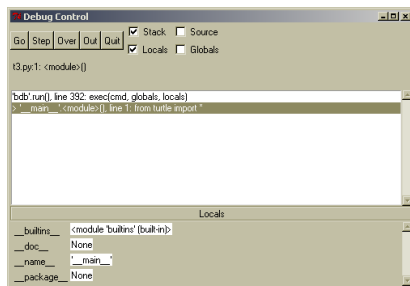 Debug Control
Go Step Over Out Quit Stack Source
Locals Globals
t3.py:1: <module>()
'bdb'.run(), line 392: exec(cmd, globals, locals)
> '__main__'.<module>(), line 1: from turtle import *
Locals
__builtins__ <module 'builtins' (built-in)>
__doc__ None
__name__ '__main__'
__package__ None